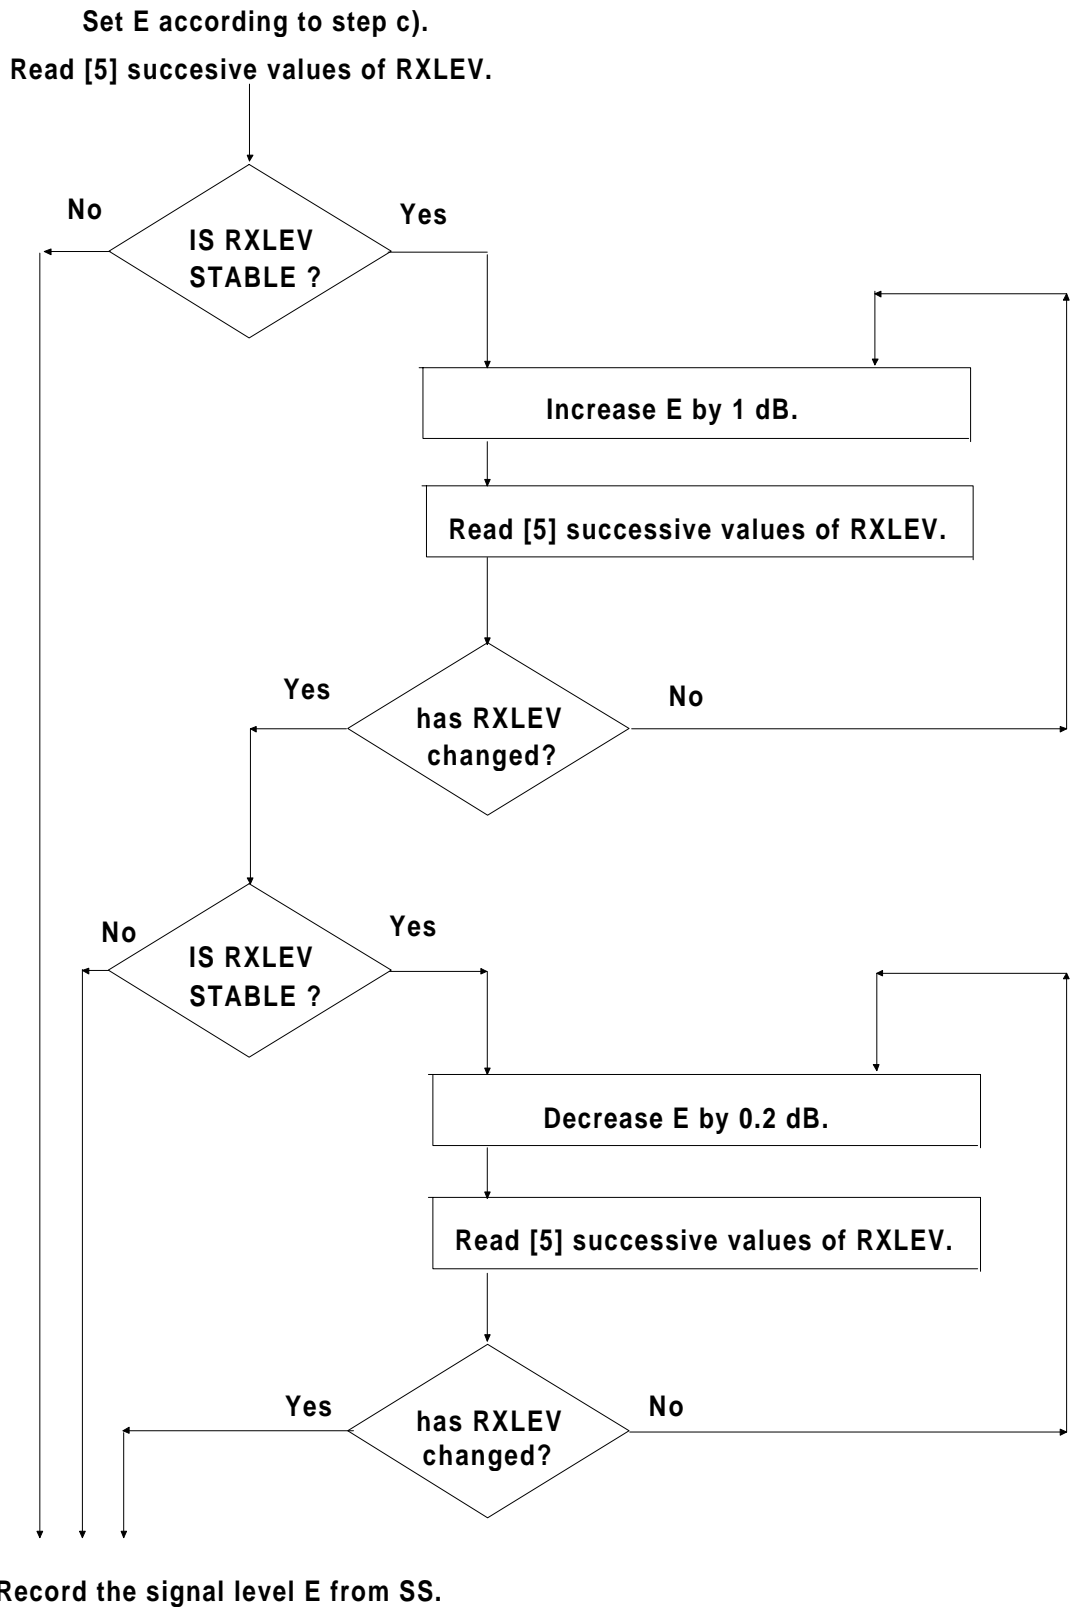 Set E according to step c).
Read [5] succesive values of RXLEV.
No
Yes
IS RXLEV
STABLE ?
Increase E by 1 dB.
Read [5] successive values of RXLEV.
Yes
No
has RXLEV
changed?
No
Yes
IS RXLEV
STABLE ?
Decrease E by 0.2 dB.
Read [5] successive values of RXLEV.
Yes
No
has RXLEV
changed?
Record the signal level E from SS.